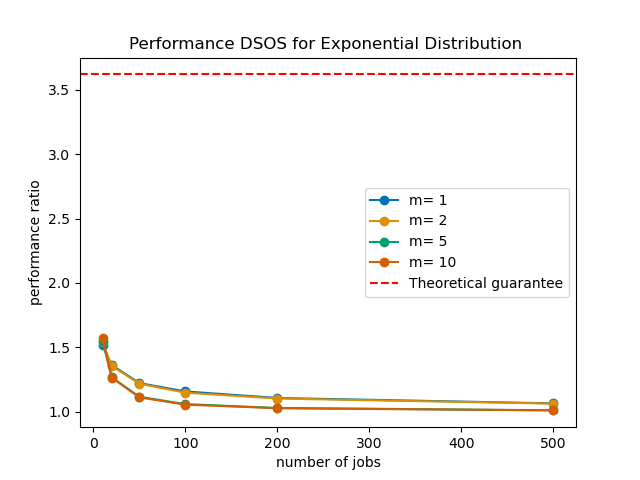 Performance DSOS for Exponential Distribution
performance ratio
3.5
3.0
2.5
2.0
1.5
1.0
m= 1
m= 2
m= 5
m= 10
Theoretical guarantee
0
100
200
300
400
500
number of jobs